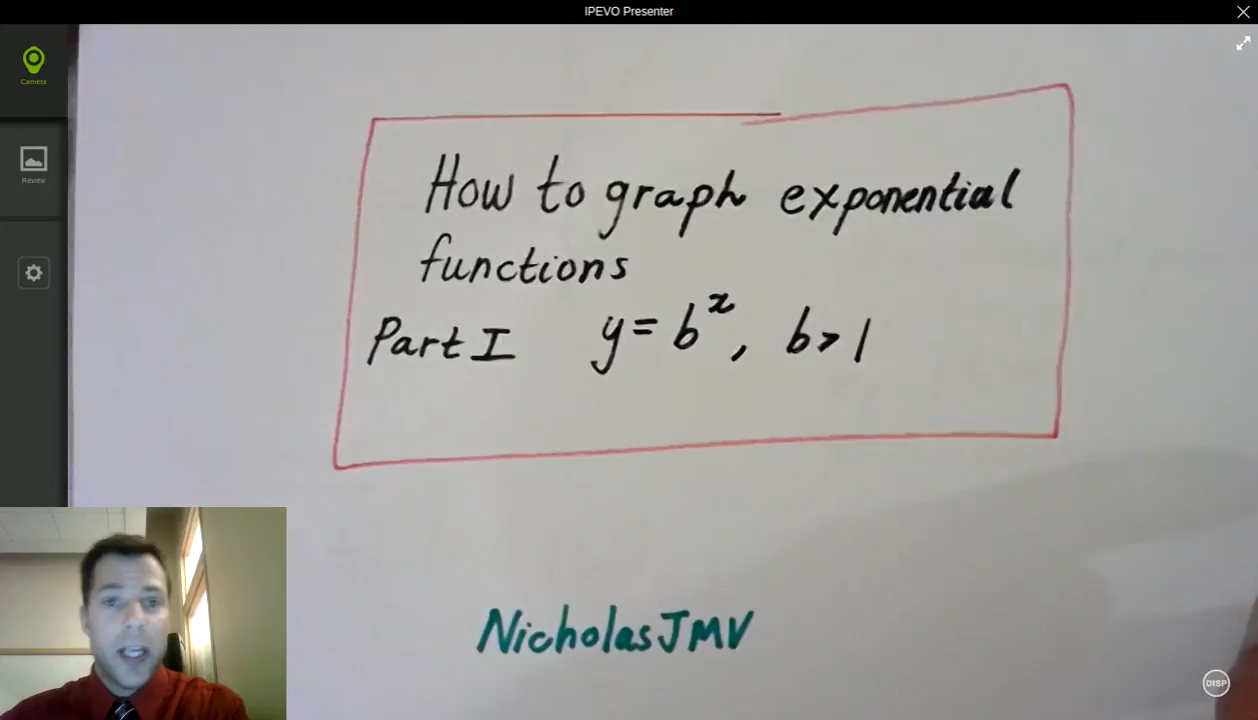 IPEVO Presenter
Camera
Review
How to graph exponential
functions
Part I y = b^x, b > 1
NicholasJMV
DISP